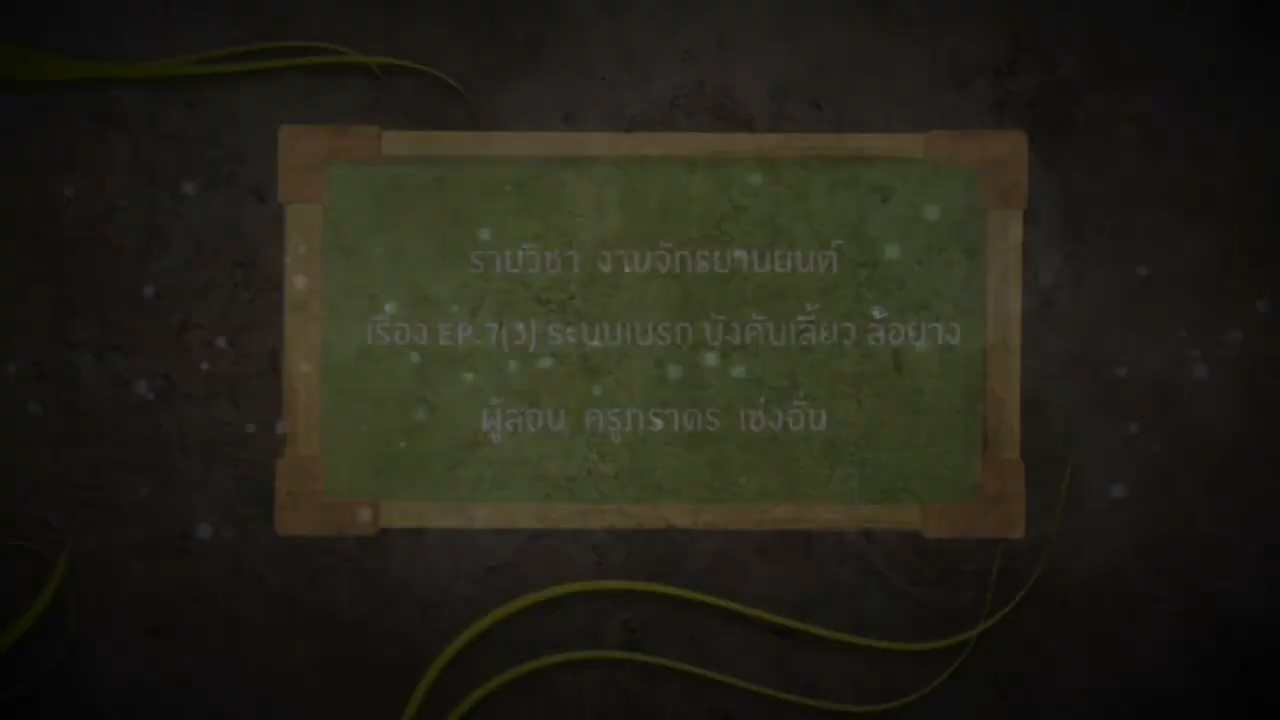 รายวิชา งานจักรยานยนต์
เรื่อง EP.7(3) ระบบเบรก บังคับเลี้ยว ล้อยาง
ผู้สอน ครูภราดร เซ่งฉั่น